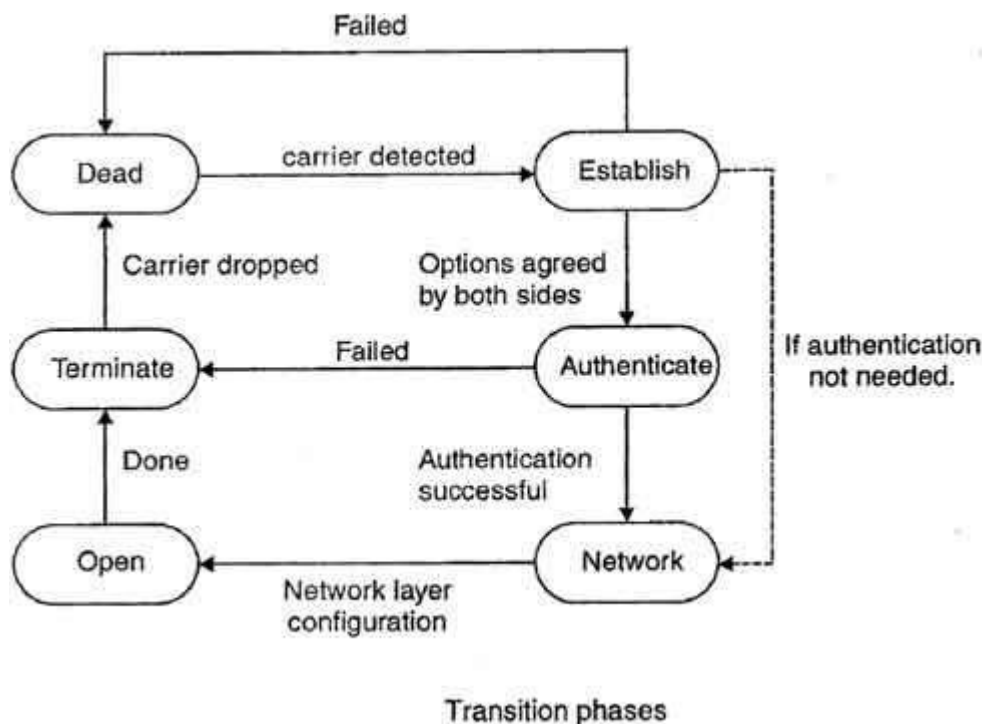 Failed
Dead
carrier detected
Establish
Carrier dropped
Options agreed
by both sides
If authentication
not needed.
Terminate
Failed
Authenticate
Done
Authentication
successful
Open
Network
Network layer
configuration
Transition phases